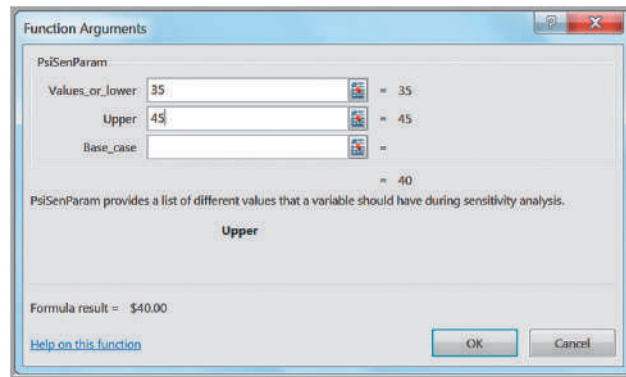 Function Arguments
PsiSenParam
Values_or_lower 35 = 35
Upper 45 = 45
Base_case =
= 40
PsiSenParam provides a list of different values that a variable should have during sensitivity analysis.
Upper
Formula result = $40.00
Help on this function
OK Cancel